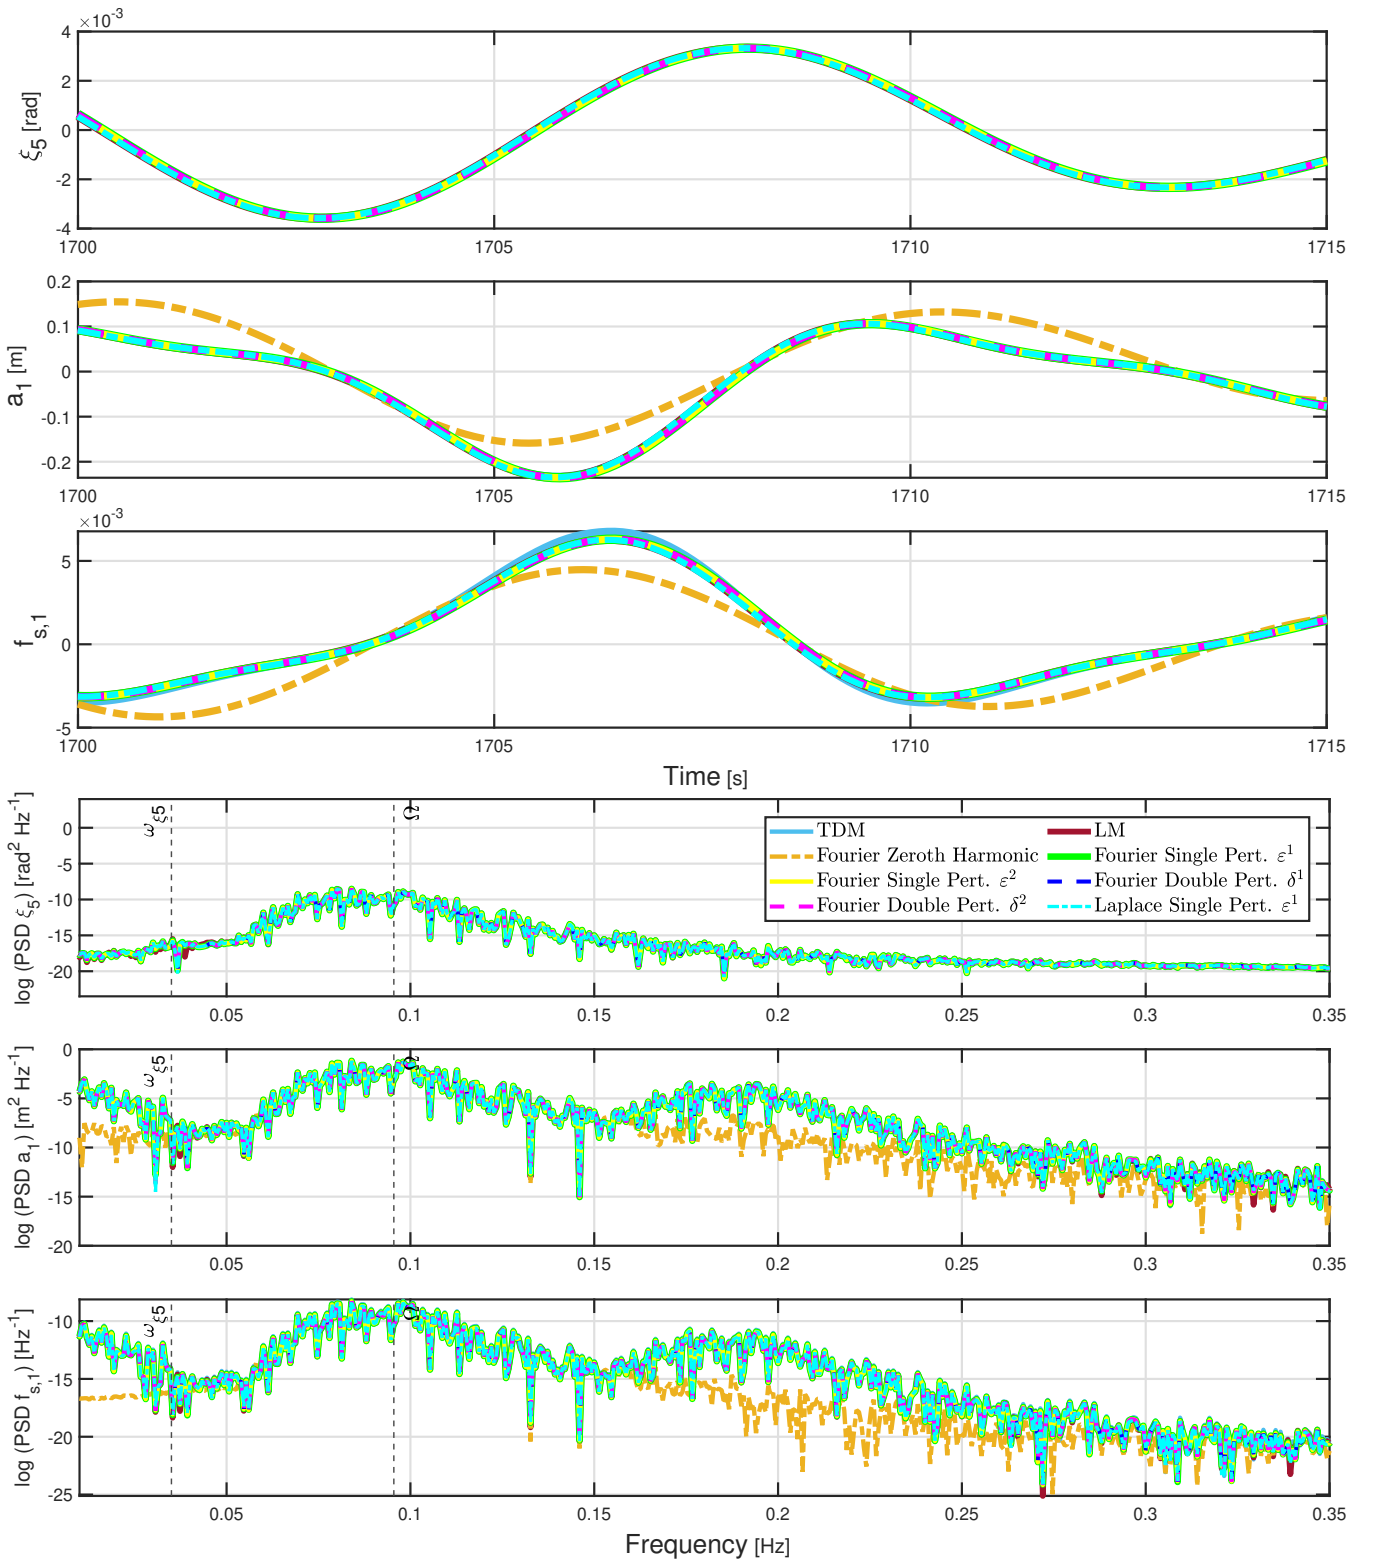 ×10⁻³
4
2
0
-2
-4
ξ₅ [rad]
1700 1705 1710 1715
0.2
0.1
0
-0.1
-0.2
a₁ [m]
1700 1705 1710 1715
×10⁻³
5
0
-5
f_s,1
1700 1705 1710 1715
Time [s]
0
-5
-10
-15
-20
log (PSD ξ₅) [rad² Hz⁻¹]
ω_ξ5
TDM
LM
Fourier Zeroth Harmonic
Fourier Single Pert. ε¹
Fourier Single Pert. ε²
Fourier Double Pert. δ¹
Fourier Double Pert. δ²
Laplace Single Pert. ε¹
0.05 0.1 0.15 0.2 0.25 0.3 0.35
0
-5
-10
-15
-20
log (PSD a₁) [m² Hz⁻¹]
ω_ξ5
0.05 0.1 0.15 0.2 0.25 0.3 0.35
-10
-15
-20
-25
log (PSD f_s,1) [Hz⁻¹]
ω_ξ5
0.05 0.1 0.15 0.2 0.25 0.3 0.35
Frequency [Hz]